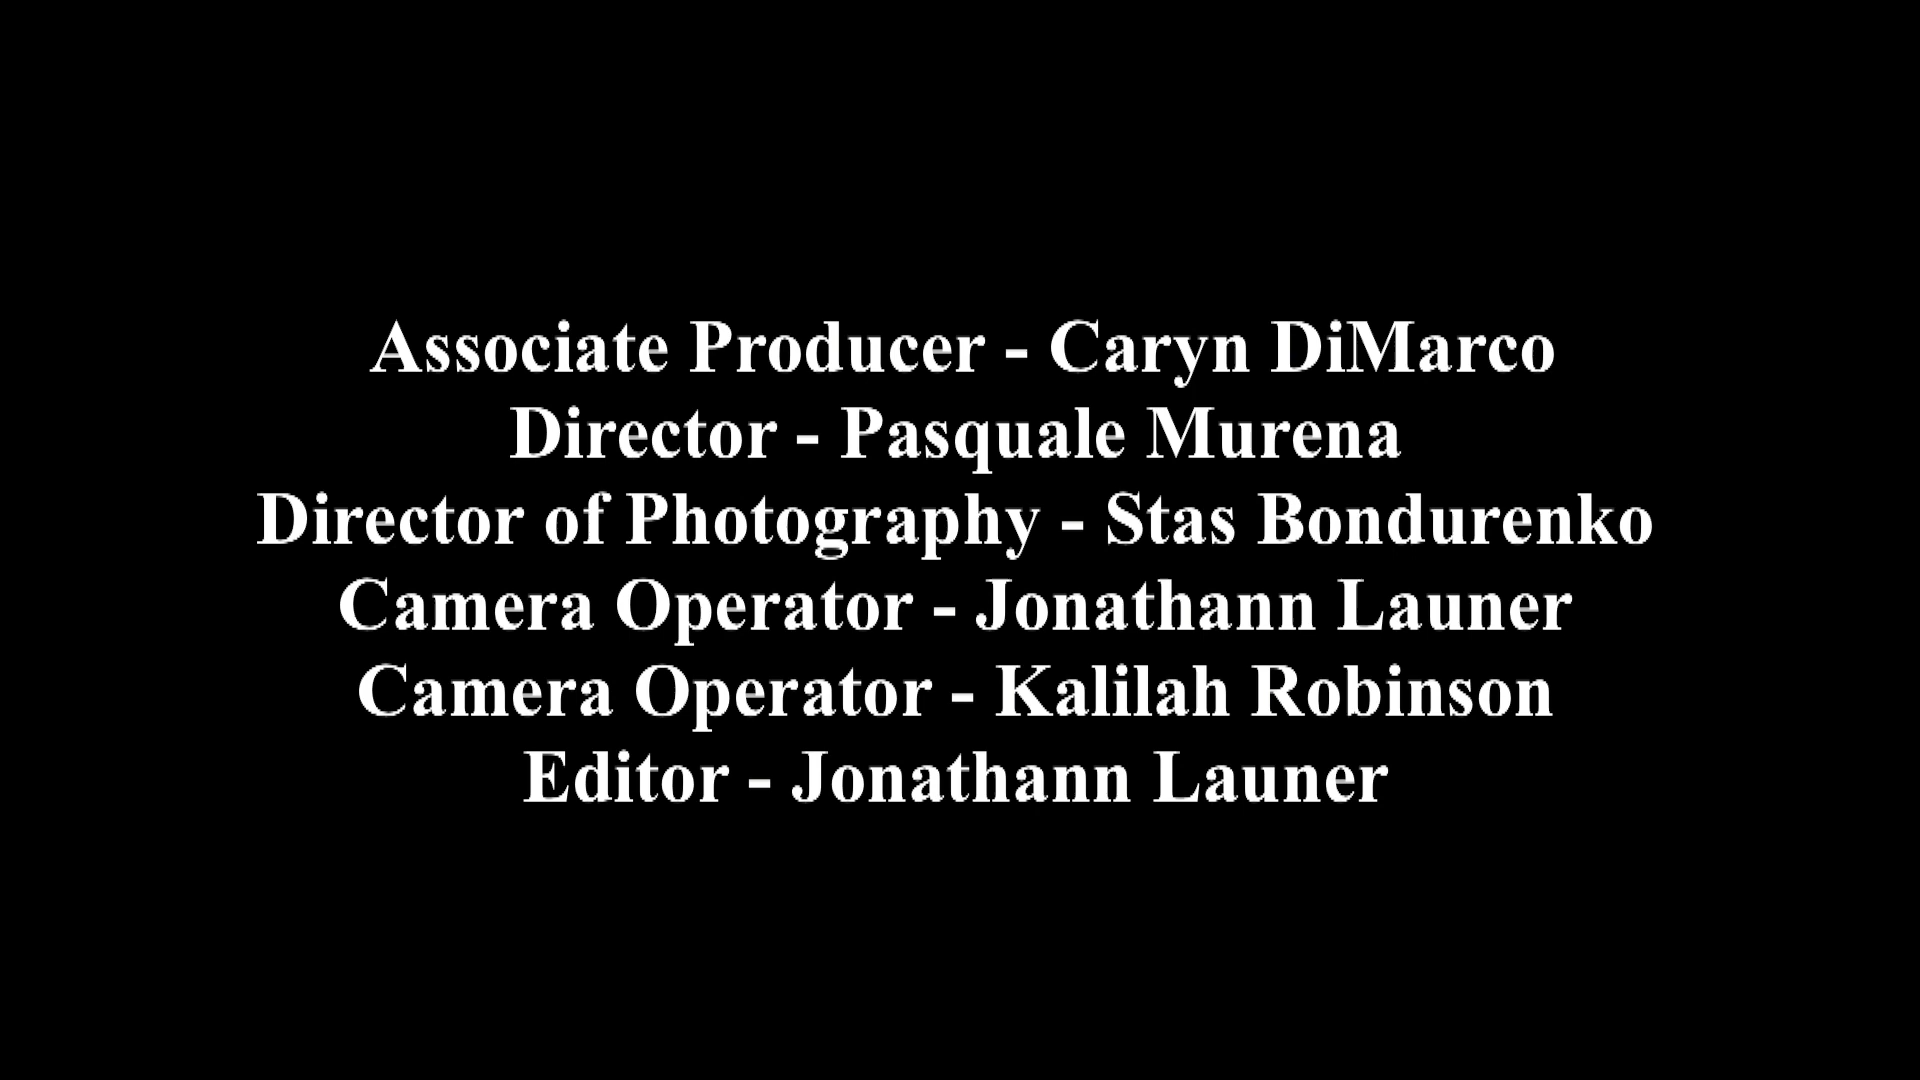 Associate Producer - Caryn DiMarco
Director - Pasquale Murena
Director of Photography - Stas Bondurenko
Camera Operator - Jonathann Launer
Camera Operator - Kalilah Robinson
Editor - Jonathann Launer